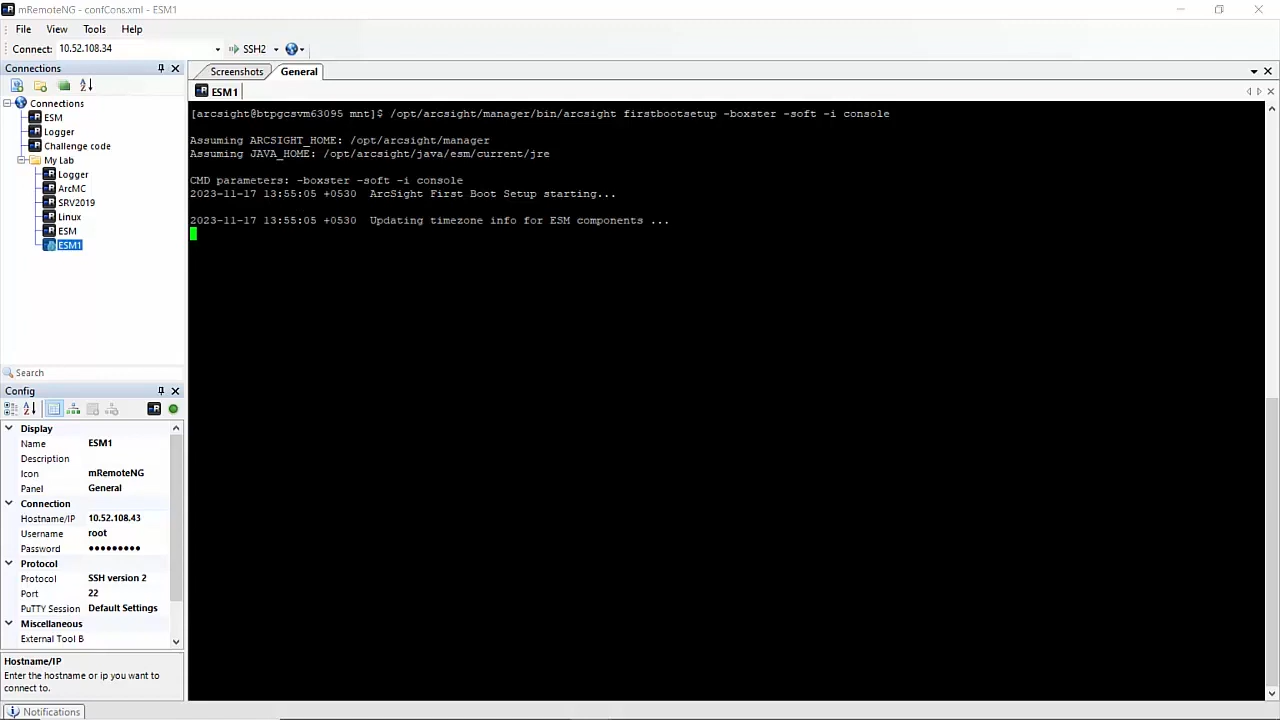 mRemoteNG - confCons.xml - ESM1
File View Tools Help
Connect: 10.52.108.34 SSH2
Connections
Screenshots General
ESM1
Connections
ESM
Logger
Challenge code
My Lab
Logger
ArcMC
SRV2019
Linux
ESM
ESM1
[arcsight@btpgcsvm63095 mnt]$ /opt/arcsight/manager/bin/arcsight firstbootsetup -boxster -soft -i console
Assuming ARCSIGHT_HOME: /opt/arcsight/manager
Assuming JAVA_HOME: /opt/arcsight/java/esm/current/jre
CMD parameters: -boxster -soft -i console
2023-11-17 13:55:05 +0530 ArcSight First Boot Setup starting...
2023-11-17 13:55:05 +0530 Updating timezone info for ESM components ...
Search
Config
Display
Name ESM1
Description
Icon mRemoteNG
Panel General
Connection
Hostname/IP 10.52.108.43
Username root
Password ●●●●●●●●●
Protocol
Protocol SSH version 2
Port 22
PuTTY Session Default Settings
Miscellaneous
External Tool B
Hostname/IP
Enter the hostname or ip you want to
connect to.
Notifications